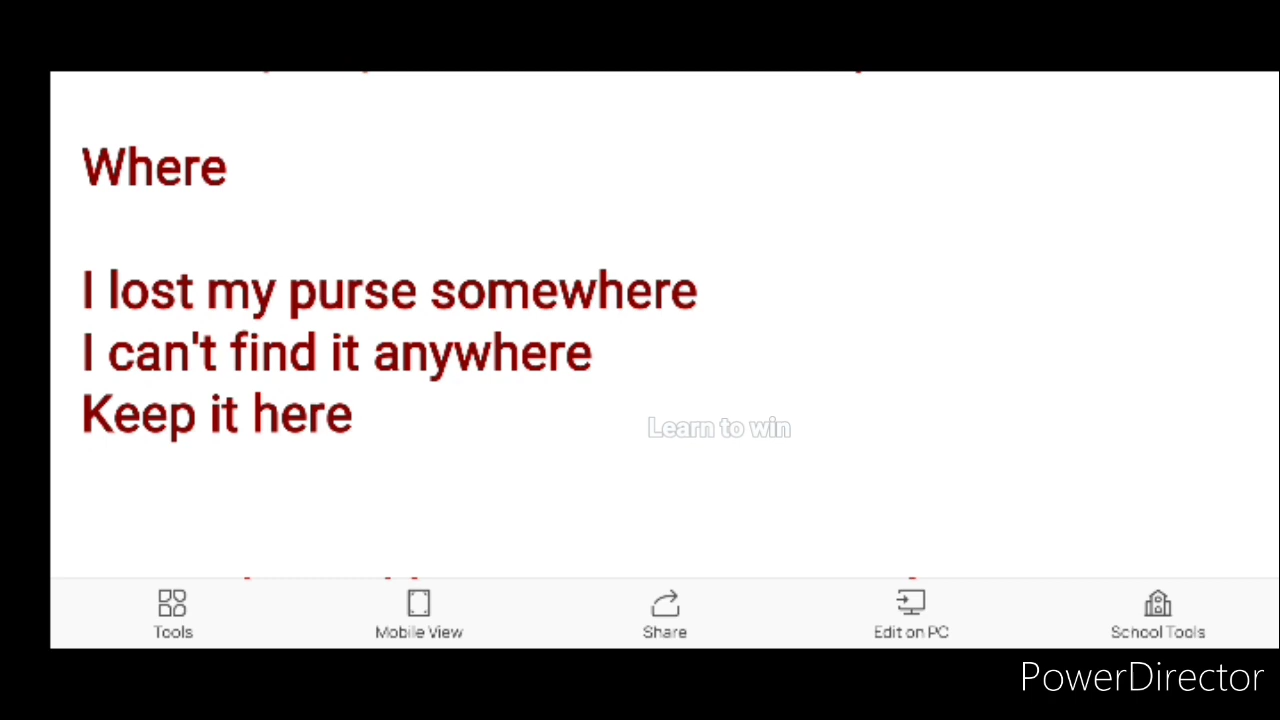 Where
I lost my purse somewhere
I can't find it anywhere
Keep it here
Learn to win
Tools
Mobile View
Share
Edit on PC
School Tools
PowerDirector